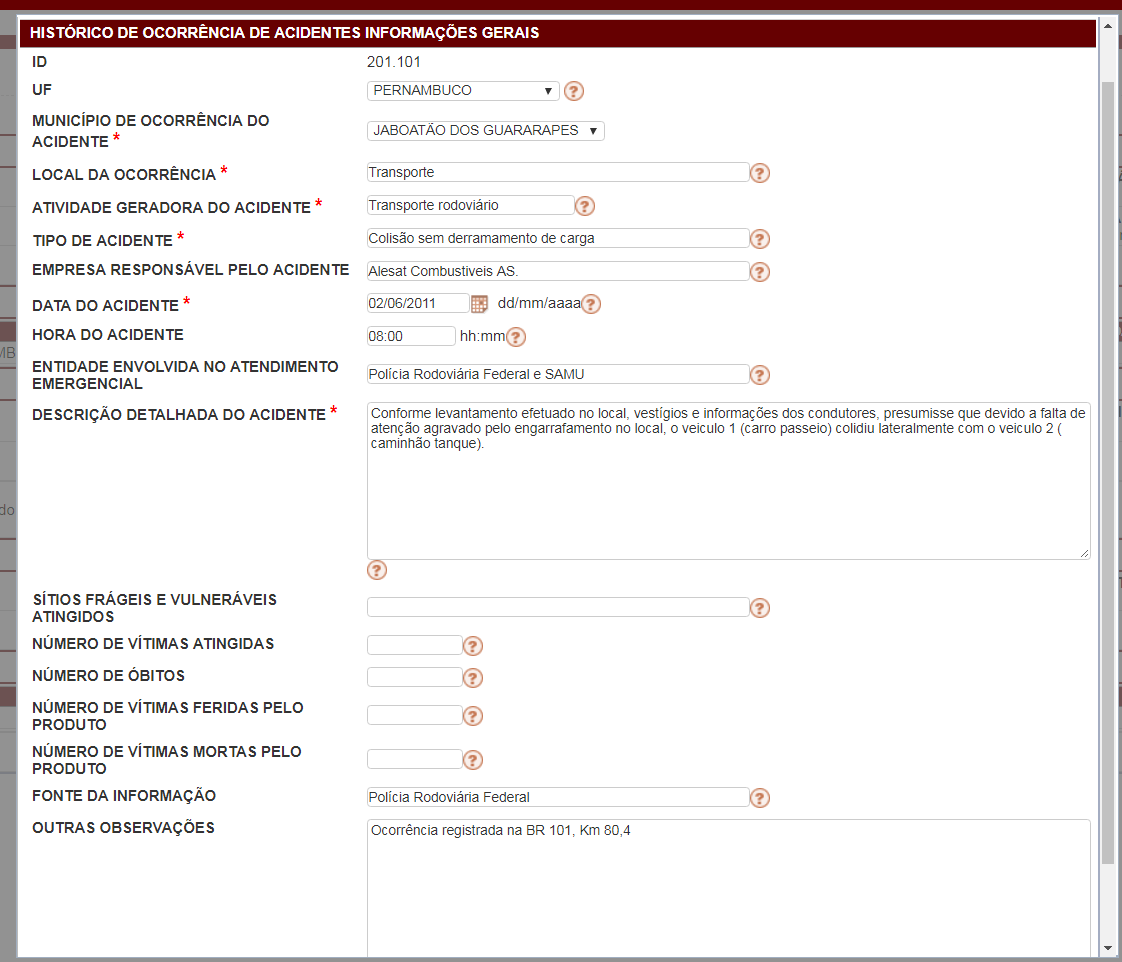 HISTÓRICO DE OCORRÊNCIA DE ACIDENTES INFORMAÇÕES GERAIS
ID 201.101
UF PERNAMBUCO ▼ ?
MUNICÍPIO DE OCORRÊNCIA DO
ACIDENTE * JABOATÃO DOS GUARARAPES ▼
LOCAL DA OCORRÊNCIA * Transporte ?
ATIVIDADE GERADORA DO ACIDENTE * Transporte rodoviário ?
TIPO DE ACIDENTE * Colisão sem derramamento de carga ?
EMPRESA RESPONSÁVEL PELO ACIDENTE Alesat Combustiveis AS. ?
DATA DO ACIDENTE * 02/06/2011 dd/mm/aaaa ?
HORA DO ACIDENTE 08:00 hh:mm ?
ENTIDADE ENVOLVIDA NO ATENDIMENTO
EMERGENCIAL Polícia Rodoviária Federal e SAMU ?
DESCRIÇÃO DETALHADA DO ACIDENTE *
Conforme levantamento efetuado no local, vestígios e informações dos condutores, presumisse que devido a falta de
atenção agravado pelo engarrafamento no local, o veiculo 1 (carro passeio) colidiu lateralmente com o veiculo 2 (
caminhão tanque).
?
SÍTIOS FRÁGEIS E VULNERÁVEIS
ATINGIDOS ?
NÚMERO DE VÍTIMAS ATINGIDAS ?
NÚMERO DE ÓBITOS ?
NÚMERO DE VÍTIMAS FERIDAS PELO
PRODUTO ?
NÚMERO DE VÍTIMAS MORTAS PELO
PRODUTO ?
FONTE DA INFORMAÇÃO Polícia Rodoviária Federal ?
OUTRAS OBSERVAÇÕES Ocorrência registrada na BR 101, Km 80,4